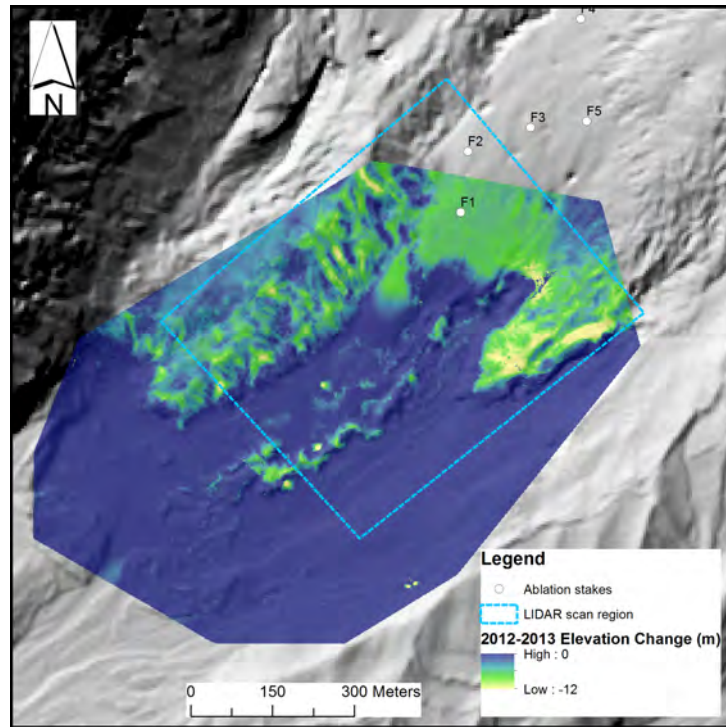 F4
N
F3
F5
F2
F1
Legend
Ablation stakes
LIDAR scan region
2012-2013 Elevation Change (m)
High : 0
Low : -12
0 150 300 Meters